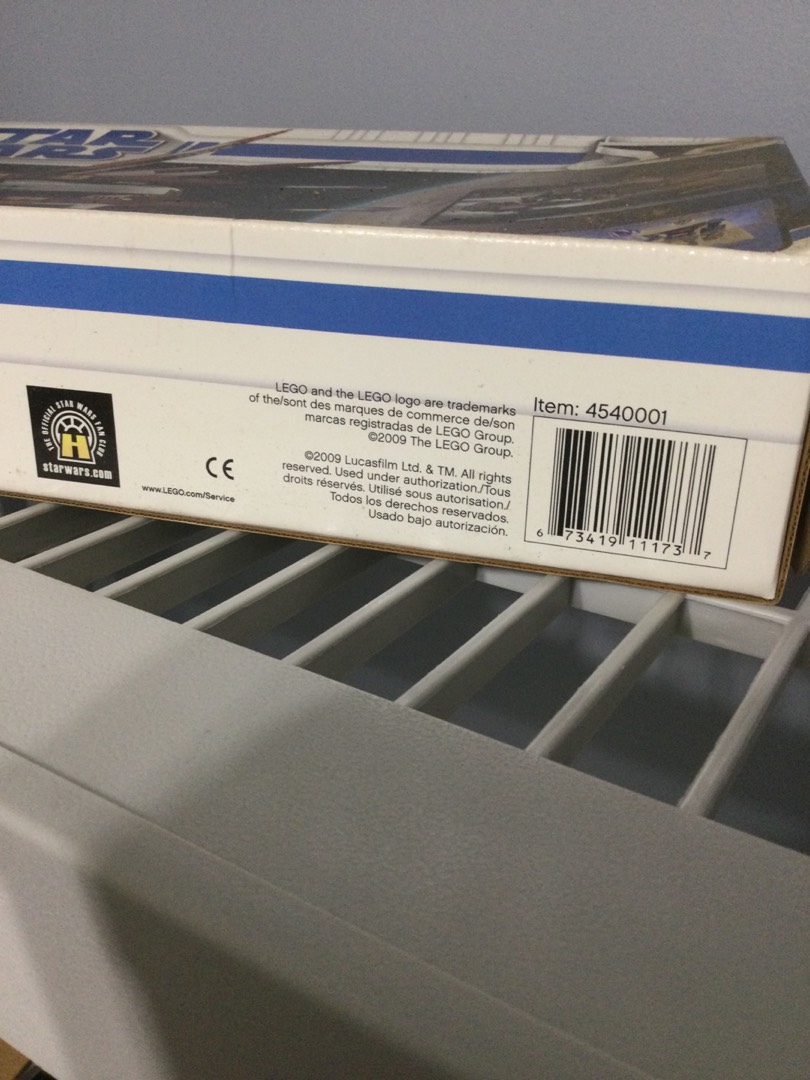 STAR
WARS
THE OFFICIAL STAR WARS FAN CLUB
H
starwars.com
CE
www.LEGO.com/Service
LEGO and the LEGO logo are trademarks
of the/sont des marques de commerce de/son
marcas registradas de LEGO Group.
©2009 The LEGO Group.
©2009 Lucasfilm Ltd. & TM. All rights
reserved. Used under authorization./Tous
droits réservés. Utilisé sous autorisation./
Todos los derechos reservados.
Usado bajo autorización.
Item: 4540001
6 73419 11173 7